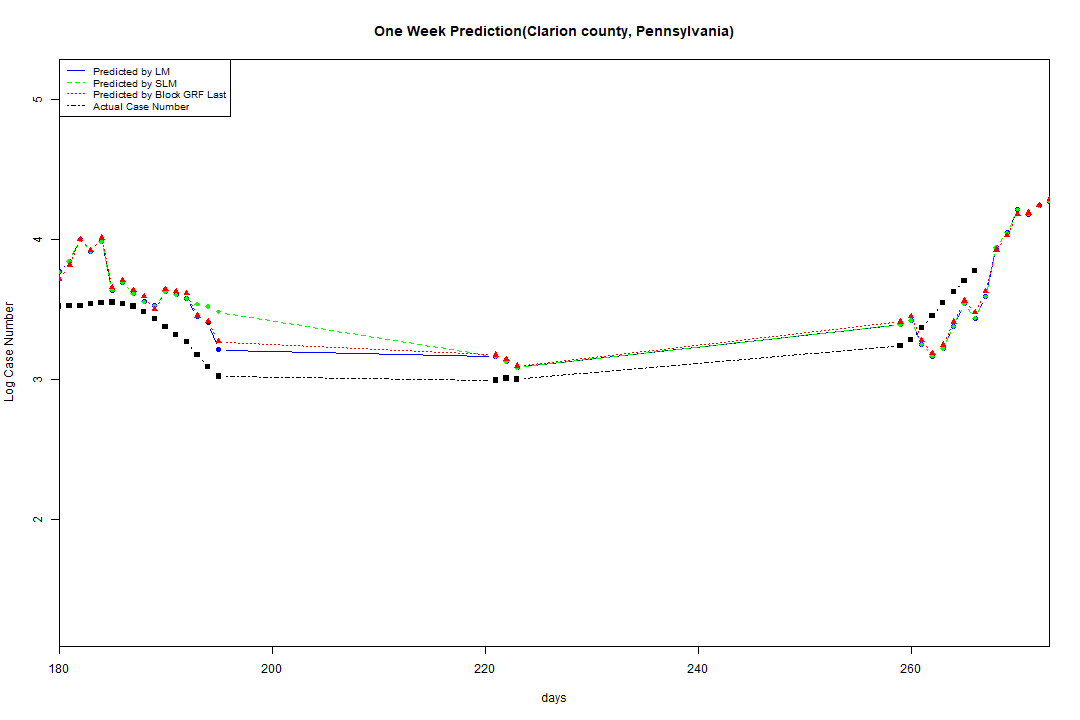 One Week Prediction(Clarion county, Pennsylvania)
Predicted by LM
Predicted by SLM
Predicted by Block GRF Last
Actual Case Number
5
4
3
2
Log Case Number
180 200 220 240 260
days